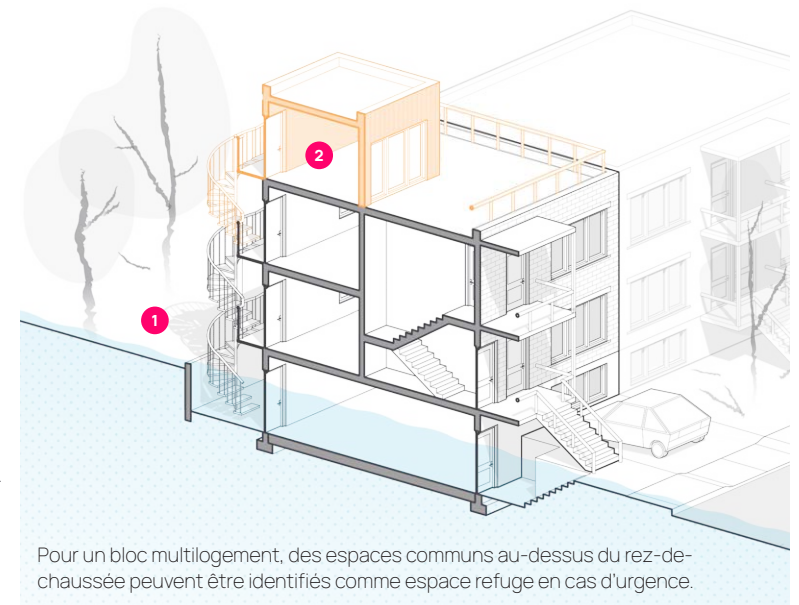 2
1
Pour un bloc multilogement, des espaces communs au-dessus du rez-de-
chaussée peuvent être identifiés comme espace refuge en cas d’urgence.